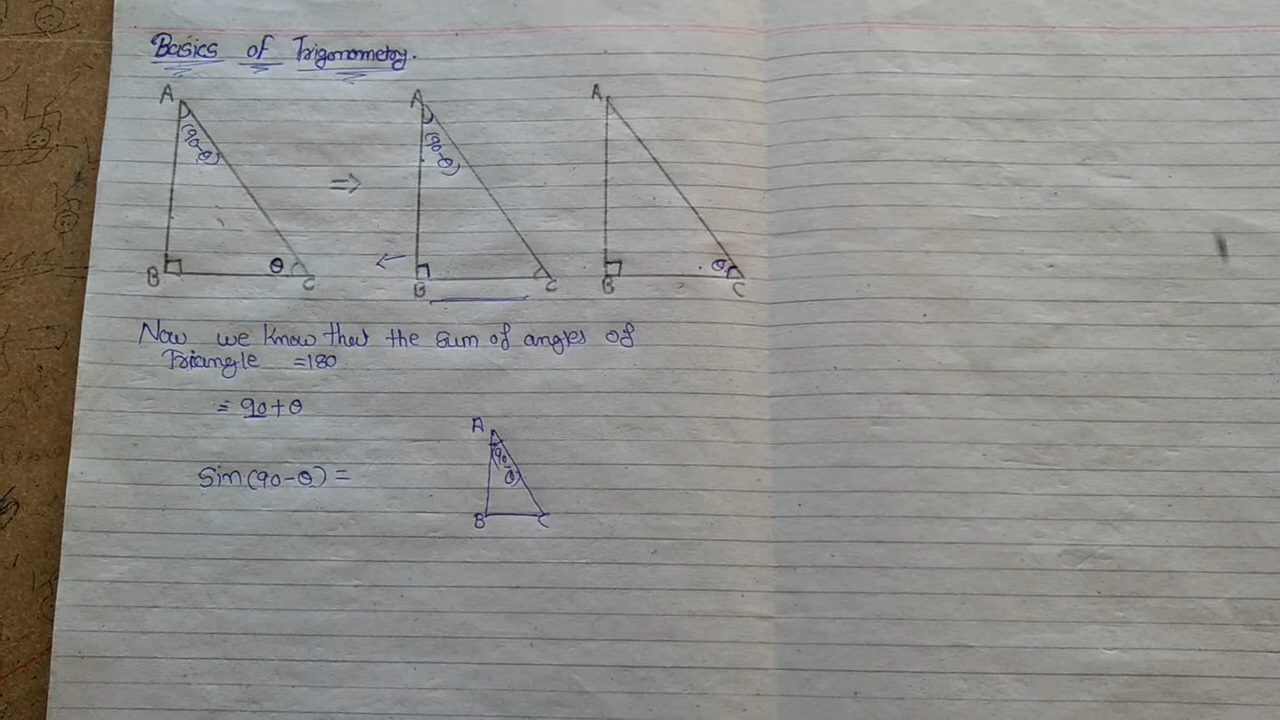 Basics of Trigonometry.
A A A
(90-θ) (90-θ)
⇒
←
B θ C B C B θ C
Now we know that the sum of angles of
Triangle =180
= 90+θ
A
Sin(90-θ)= (90-θ)
B C